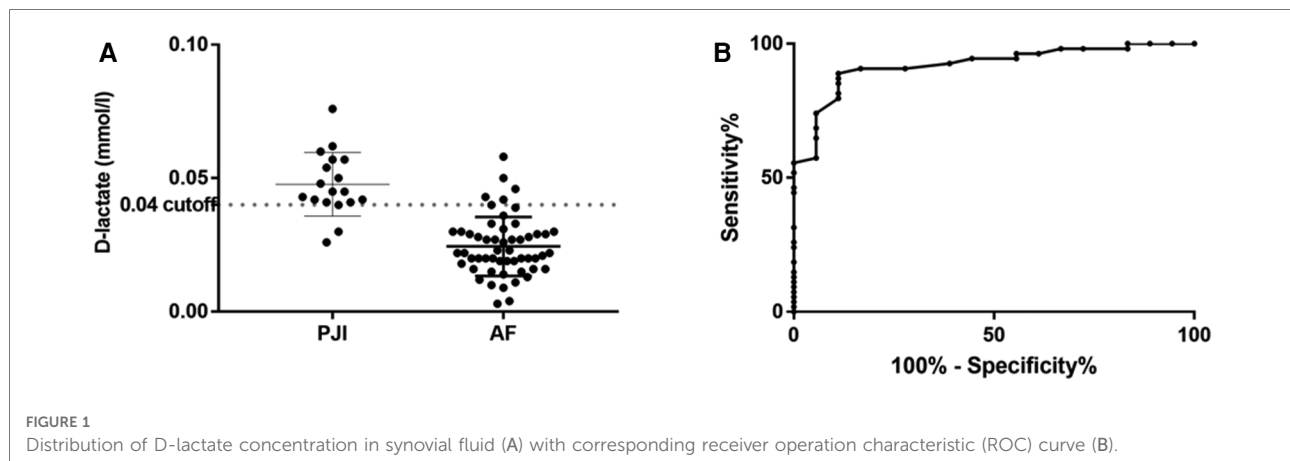 A
D-lactate (mmol/l)
0.10
0.05
0.04 cutoff
0.00
PJI AF
B
Sensitivity%
100
50
0
0 50 100
100% - Specificity%
FIGURE 1
Distribution of D-lactate concentration in synovial fluid (A) with corresponding receiver operation characteristic (ROC) curve (B).